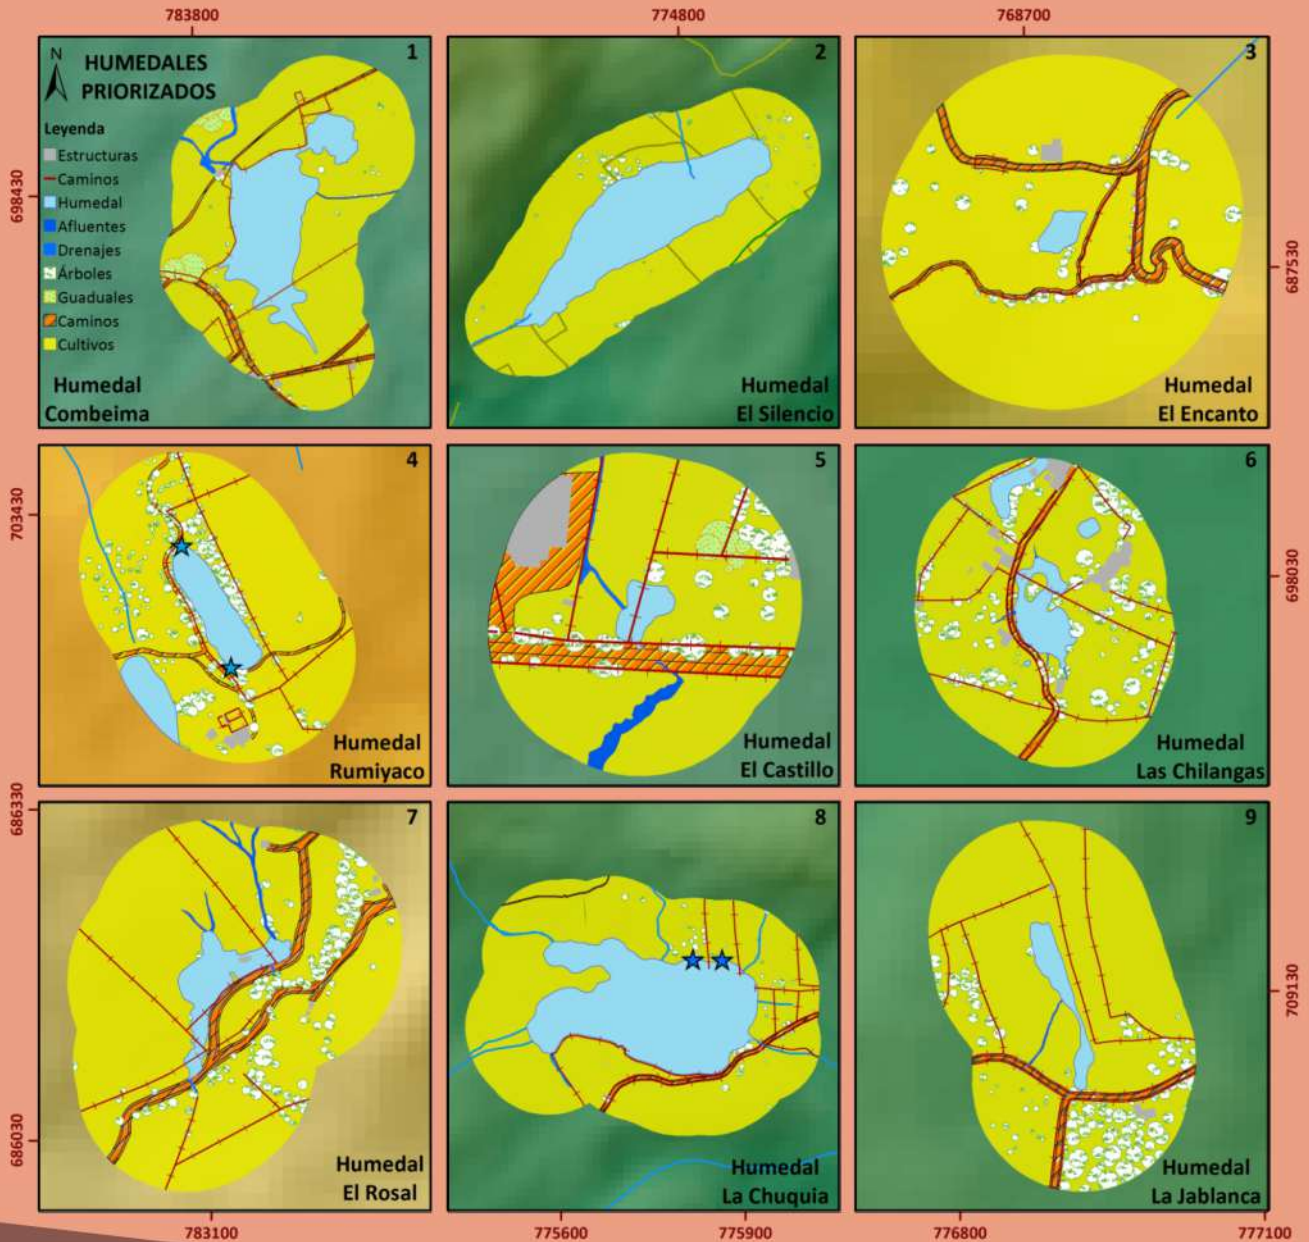 783800
774800
768700
1
N
HUMEDALES
PRIORIZADOS
Leyenda
Estructuras
Caminos
Humedal
Afluentes
Drenajes
Árboles
Guaduales
Caminos
Cultivos
Humedal
Combeima
2
Humedal
El Silencio
3
Humedal
El Encanto
698430
687530
4
Humedal
Rumiyaco
5
Humedal
El Castillo
6
Humedal
Las Chilangas
703430
698030
7
Humedal
El Rosal
8
Humedal
La Chuquia
9
Humedal
La Jablanca
686330
686030
709130
783100
775600
775900
776800
777100